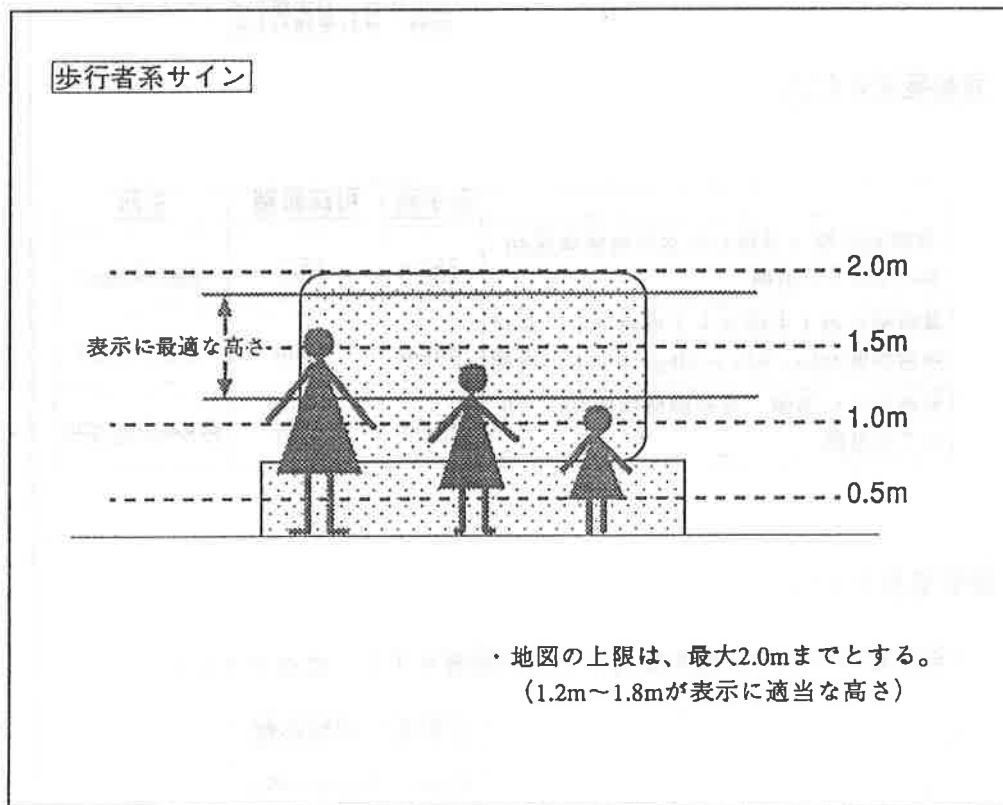 歩行者系サイン
2.0m
表示に最適な高さ
1.5m
1.0m
0.5m
・地図の上限は、最大2.0mまでとする。
（1.2m～1.8mが表示に適当な高さ）